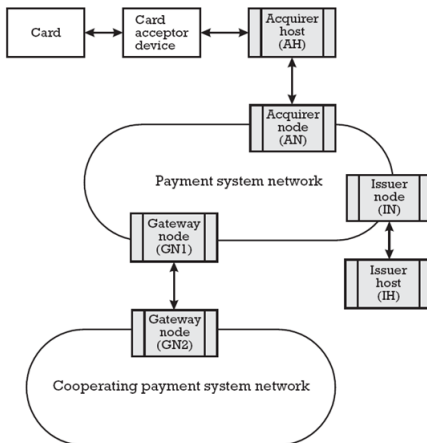 Card
Card
acceptor
device
Acquirer
host
(AH)
Acquirer
node
(AN)
Payment system network
Issuer
node
(IN)
Gateway
node
(GN1)
Issuer
host
(IH)
Gateway
node
(GN2)
Cooperating payment system network